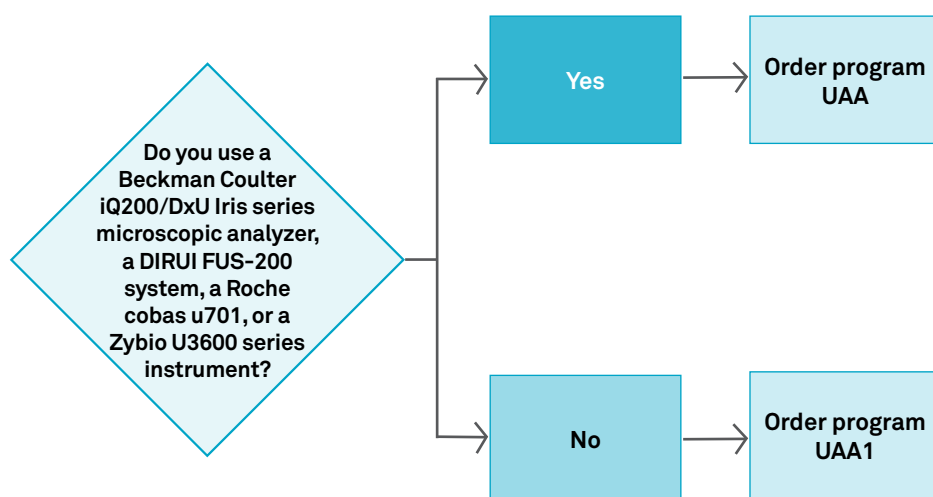 Do you use a
Beckman Coulter
iQ200/DxU Iris series
microscopic analyzer,
a DIRUI FUS-200
system, a Roche
cobas u701, or a
Zybio U3600 series
instrument?
Yes
Order program
UAA
No
Order program
UAA1